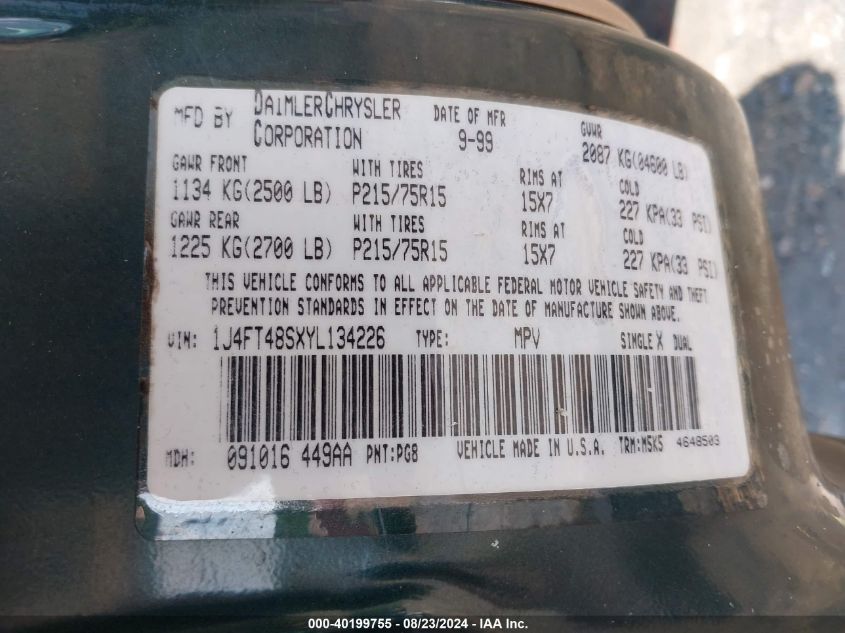 MFD BY DAIMLERCHRYSLER CORPORATION DATE OF MFR 9-99 GVWR 2087 KG(04600 LB)
GAWR FRONT WITH TIRES RIMS AT COLD
1134 KG(2500 LB) P215/75R15 15X7 227 KPA(33 PSI)
GAWR REAR WITH TIRES RIMS AT COLD
1225 KG(2700 LB) P215/75R15 15X7 227 KPA(33 PSI)
THIS VEHICLE CONFORMS TO ALL APPLICABLE FEDERAL MOTOR VEHICLE SAFETY AND THEFT
PREVENTION STANDARDS IN EFFECT ON THE DATE OF MANUFACTURE SHOWN ABOVE.
VIN: 1J4FT48SXYL134226 TYPE: MPV SINGLE X DUAL
MDH: 091016 449AA PNT:PG8 VEHICLE MADE IN U.S.A. TRM:M5K5 4648503
000-40199755 - 08/23/2024 - IAA Inc.